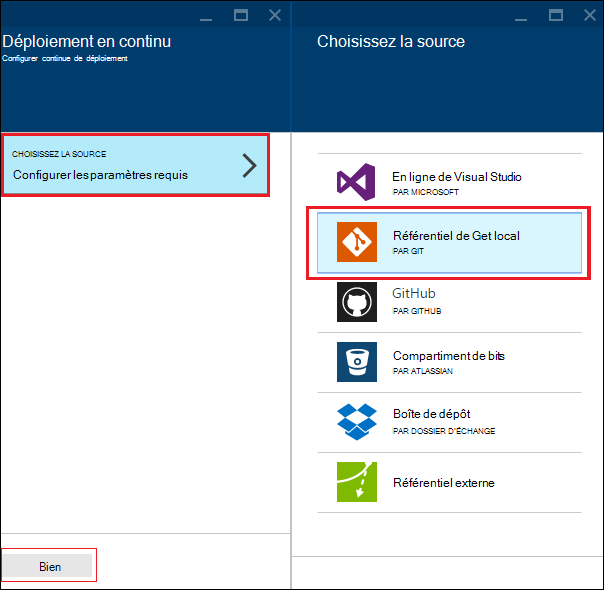 Déploiement en continu
Configurer continue de déploiement
CHOISISSEZ LA SOURCE
Configurer les paramètres requis
Bien
Choisissez la source
En ligne de Visual Studio
PAR MICROSOFT
Référentiel de Get local
PAR GIT
GitHub
PAR GITHUB
Compartiment de bits
PAR ATLASSIAN
Boîte de dépôt
PAR DOSSIER D'ÉCHANGE
Référentiel externe